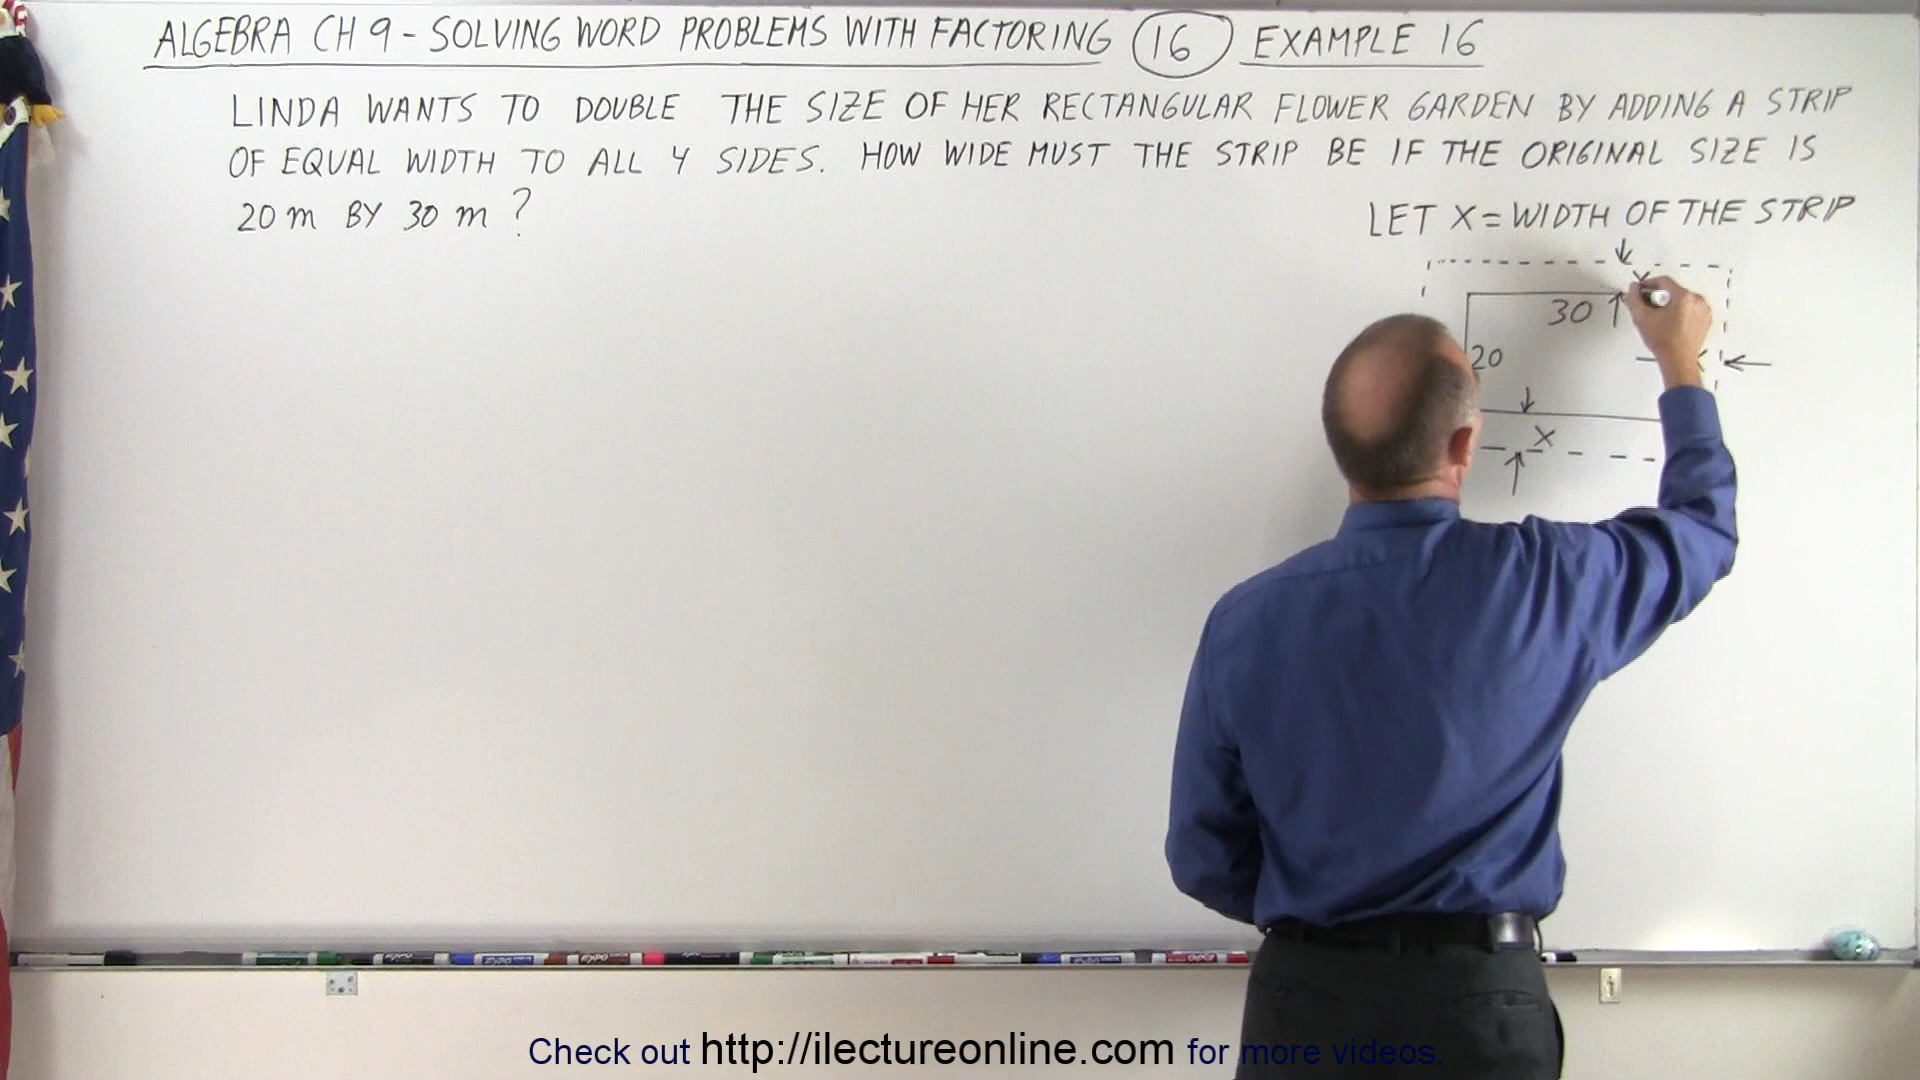 ALGEBRA CH 9 - SOLVING WORD PROBLEMS WITH FACTORING 16 EXAMPLE 16
LINDA WANTS TO DOUBLE THE SIZE OF HER RECTANGULAR FLOWER GARDEN BY ADDING A STRIP
OF EQUAL WIDTH TO ALL 4 SIDES. HOW WIDE MUST THE STRIP BE IF THE ORIGINAL SIZE IS
20 m BY 30 m ?
LET X = WIDTH OF THE STRIP
X
30
20
X
Check out http://ilectureonline.com for more videos.